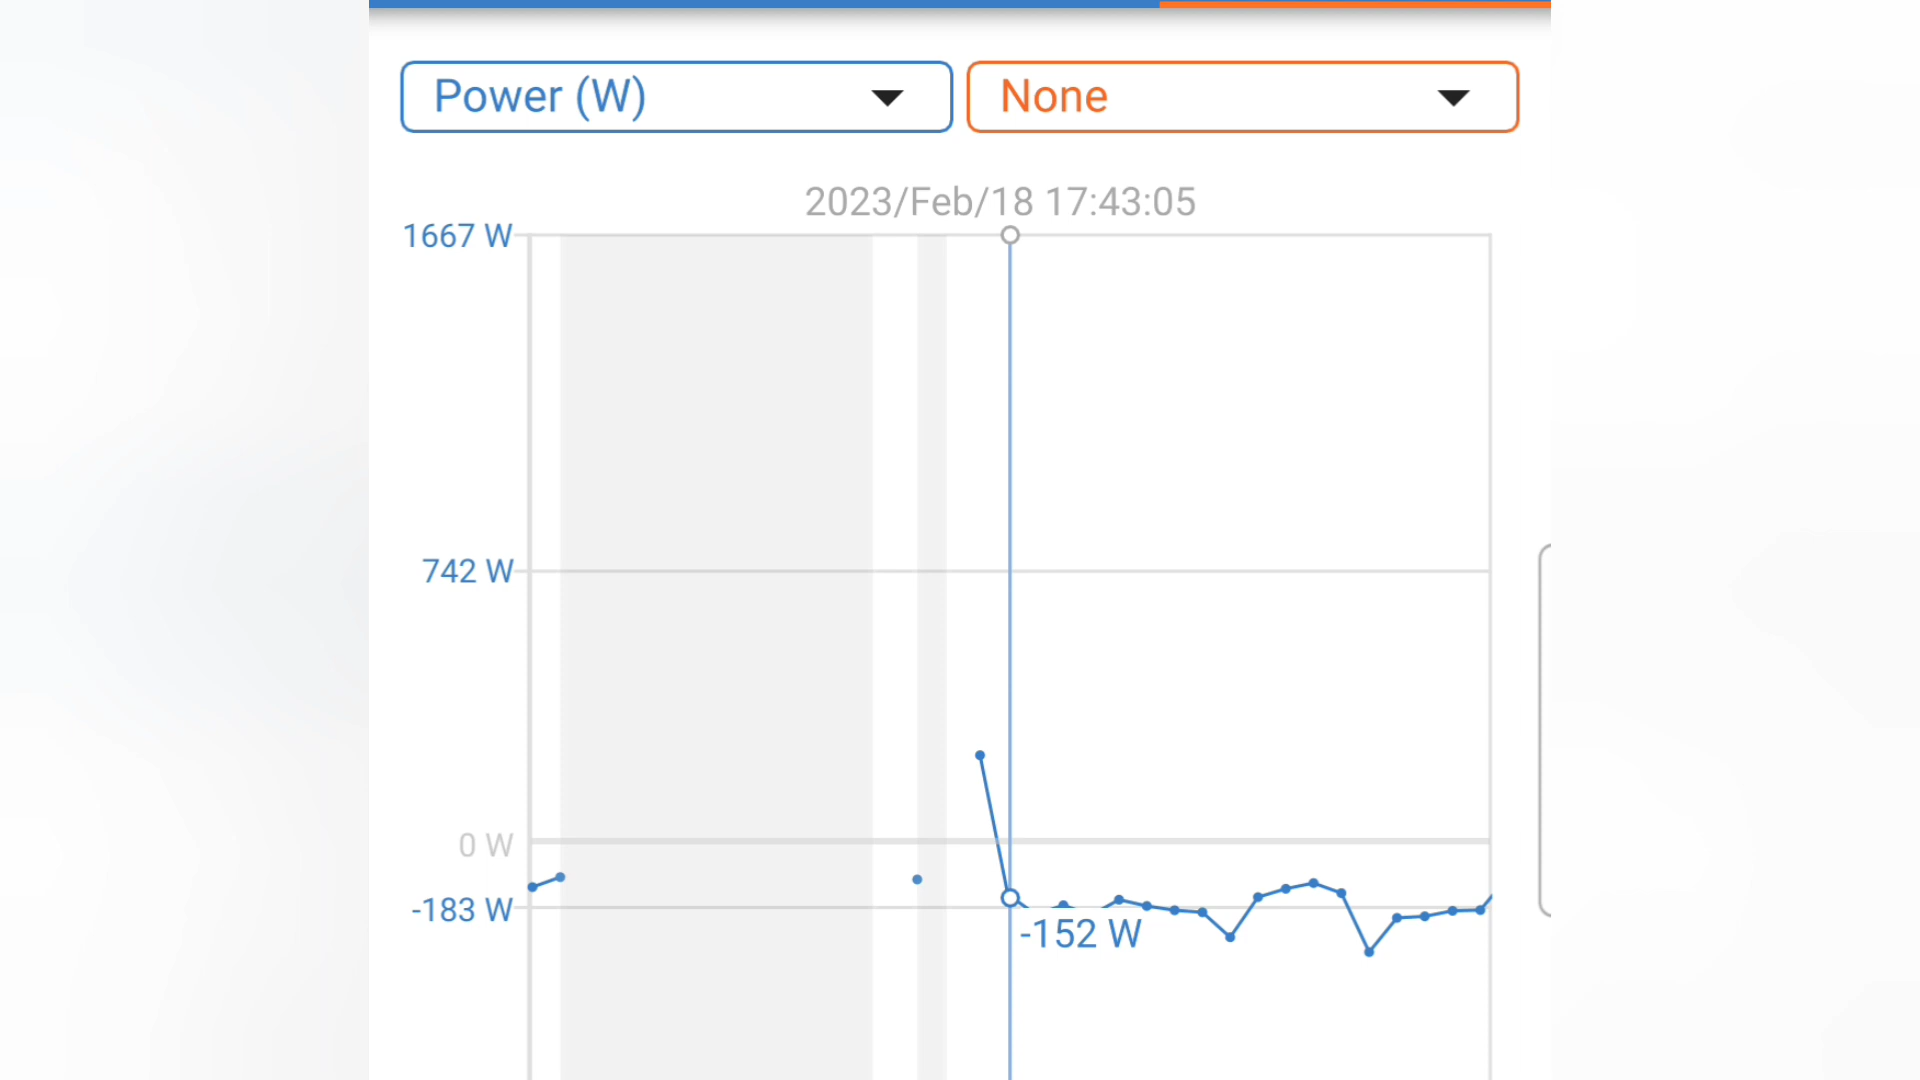 Power (W)
None
2023/Feb/18 17:43:05
1667 W
742 W
0 W
-183 W
-152 W